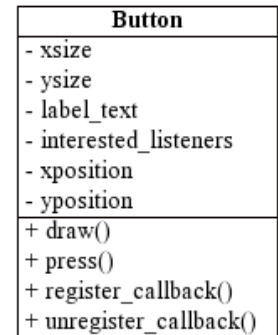 Button
- xsize
- ysize
- label_text
- interested_listeners
- xposition
- yposition
+ draw()
+ press()
+ register_callback()
+ unregister_callback()